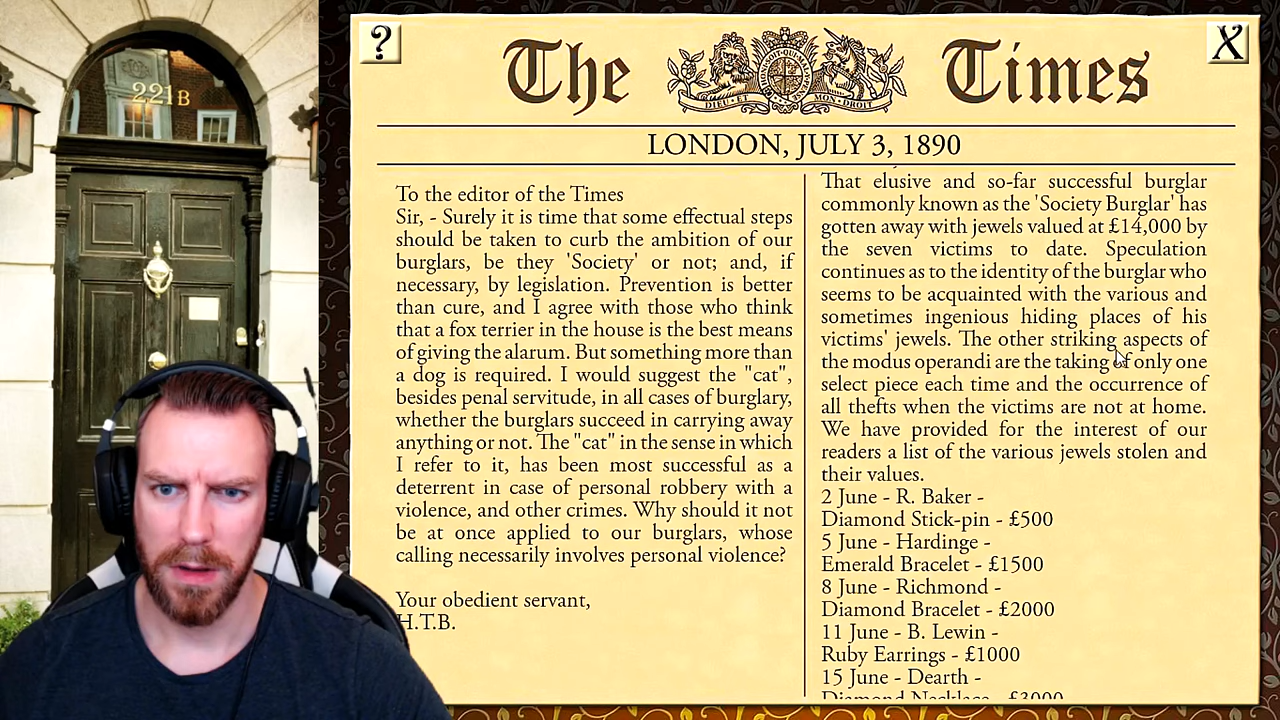 221B
?
The Times
DIEU · ET MON · DROIT
X
LONDON, JULY 3, 1890
To the editor of the Times
Sir, - Surely it is time that some effectual steps
should be taken to curb the ambition of our
burglars, be they 'Society' or not; and, if
necessary, by legislation. Prevention is better
than cure, and I agree with those who think
that a fox terrier in the house is the best means
of giving the alarum. But something more than
a dog is required. I would suggest the "cat",
besides penal servitude, in all cases of burglary,
whether the burglars succeed in carrying away
anything or not. The "cat" in the sense in which
I refer to it, has been most successful as a
deterrent in case of personal robbery with a
violence, and other crimes. Why should it not
be at once applied to our burglars, whose
calling necessarily involves personal violence?
Your obedient servant,
H.T.B.
That elusive and so-far successful burglar
commonly known as the 'Society Burglar' has
gotten away with jewels valued at £14,000 by
the seven victims to date. Speculation
continues as to the identity of the burglar who
seems to be acquainted with the various and
sometimes ingenious hiding places of his
victims' jewels. The other striking aspects of
the modus operandi are the taking of only one
select piece each time and the occurrence of
all thefts when the victims are not at home.
We have provided for the interest of our
readers a list of the various jewels stolen and
their values.
2 June - R. Baker -
Diamond Stick-pin - £500
5 June - Hardinge -
Emerald Bracelet - £1500
8 June - Richmond -
Diamond Bracelet - £2000
11 June - B. Lewin -
Ruby Earrings - £1000
15 June - Dearth -
Diamond Necklace - £3000